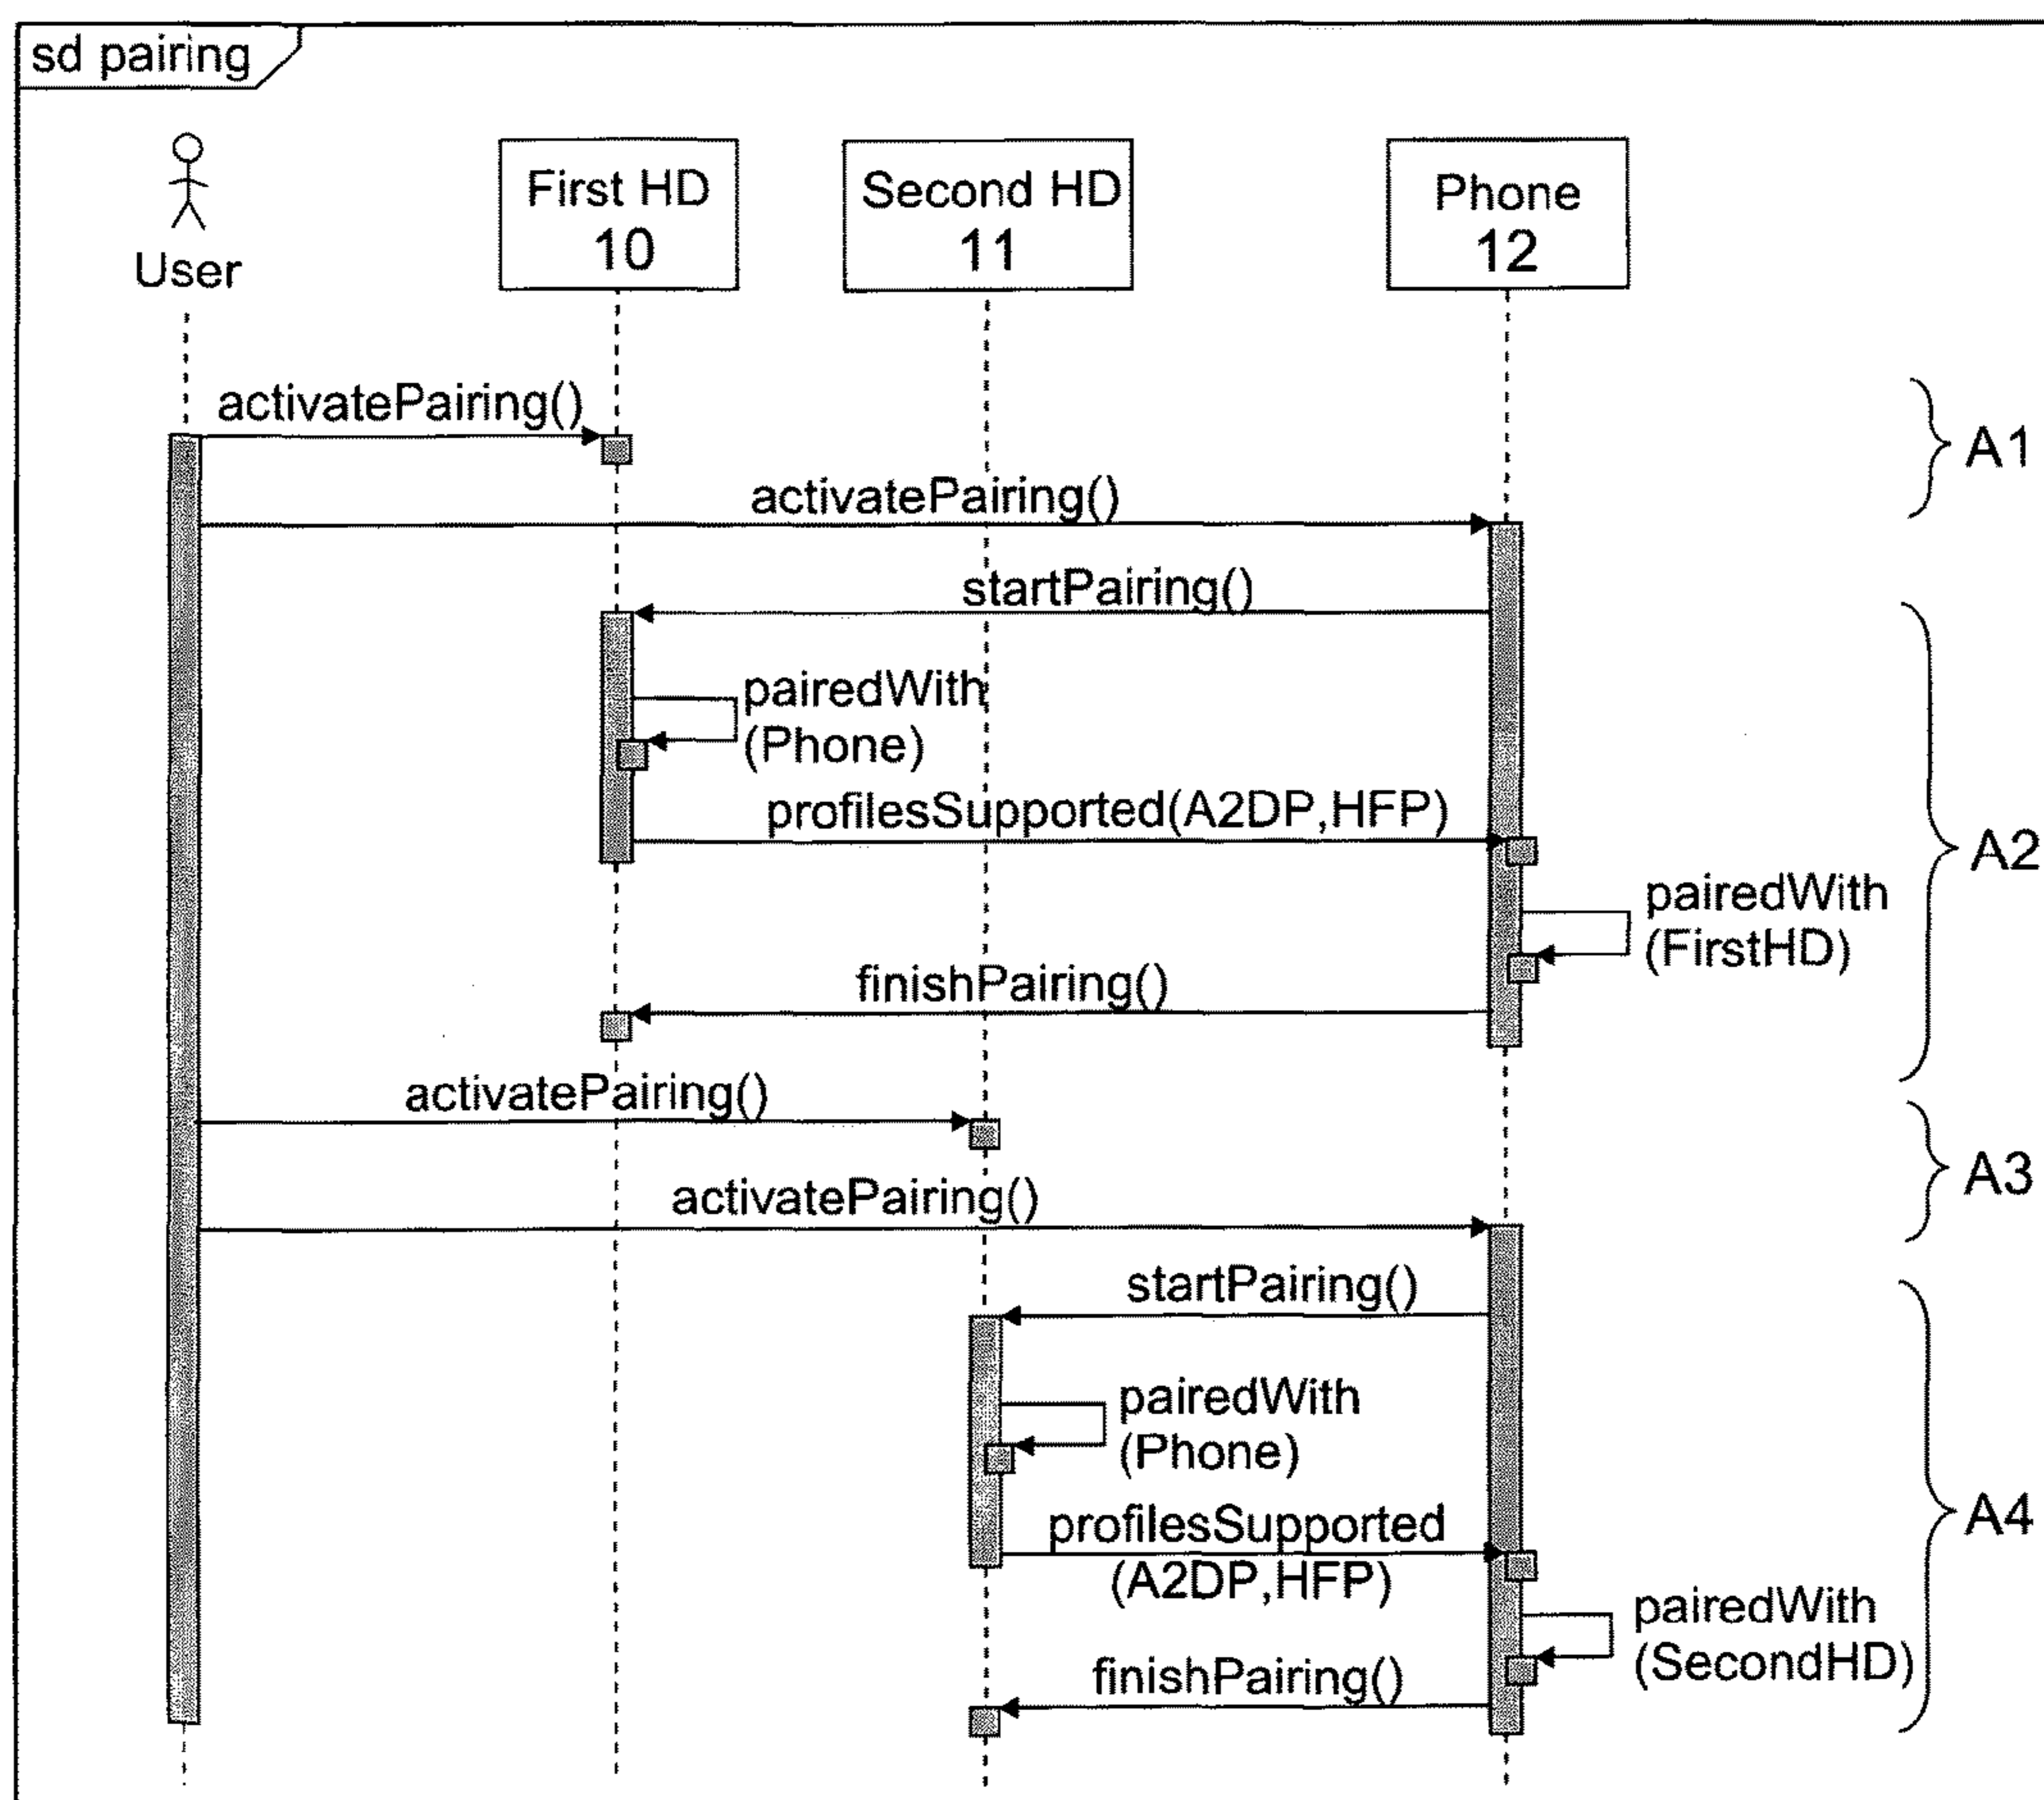 sd pairing
User
First HD
10
Second HD
11
Phone
12
activatePairing()
A1
activatePairing()
startPairing()
pairedWith
(Phone)
profilesSupported(A2DP,HFP)
A2
pairedWith
(FirstHD)
finishPairing()
activatePairing()
A3
activatePairing()
startPairing()
pairedWith
(Phone)
profilesSupported
(A2DP,HFP)
A4
pairedWith
(SecondHD)
finishPairing()